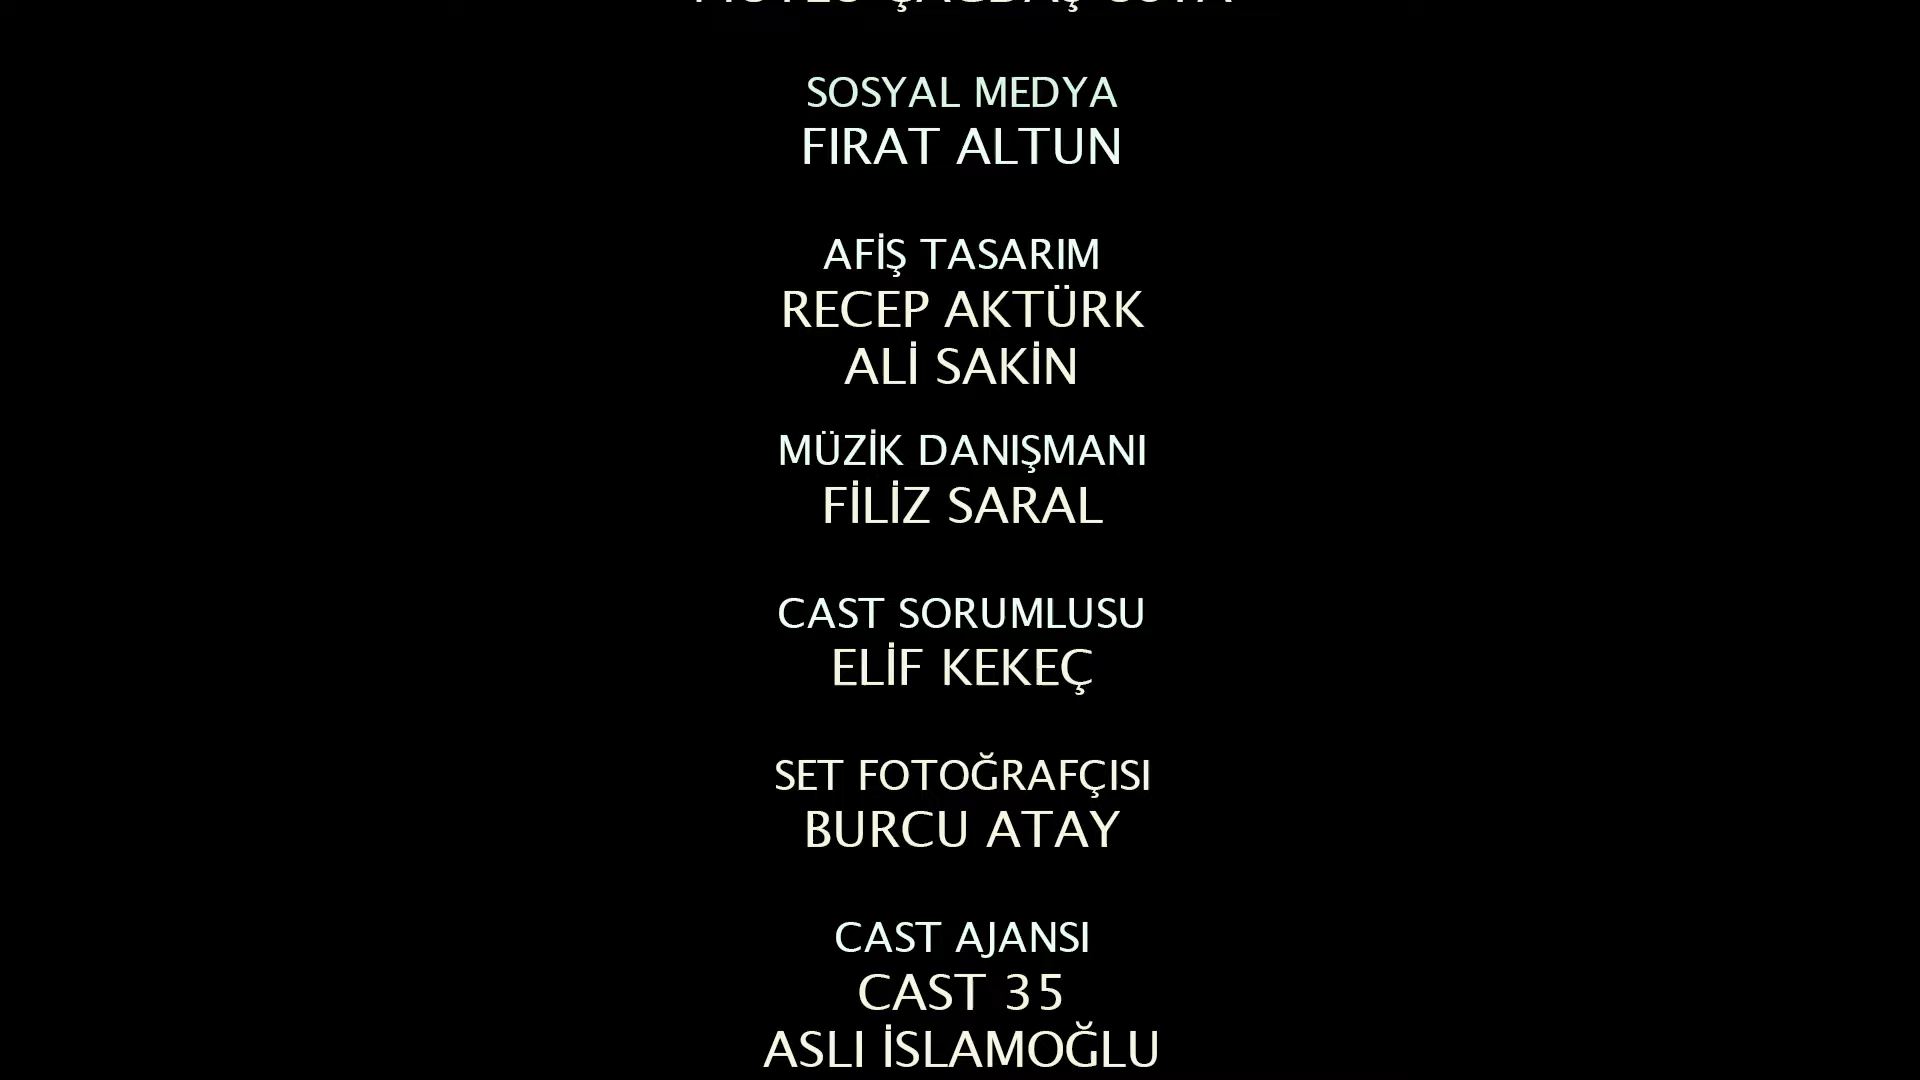 SOSYAL MEDYA
FIRAT ALTUN
AFİŞ TASARIM
RECEP AKTÜRK
ALİ SAKİN
MÜZİK DANIŞMANI
FİLİZ SARAL
CAST SORUMLUSU
ELİF KEKEÇ
SET FOTOĞRAFÇISI
BURCU ATAY
CAST AJANSI
CAST 35
ASLI İSLAMOĞLU